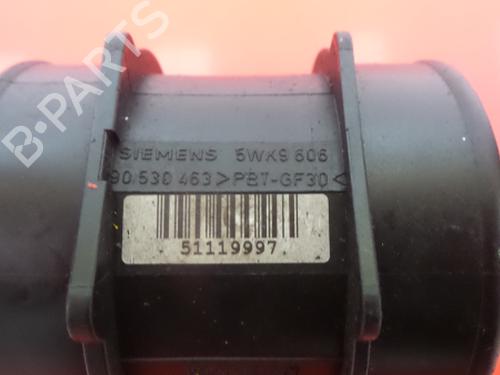 B-PARTS
SIEMENS 5WK9 606
90 530 463 >PBT-GF30<
51119997